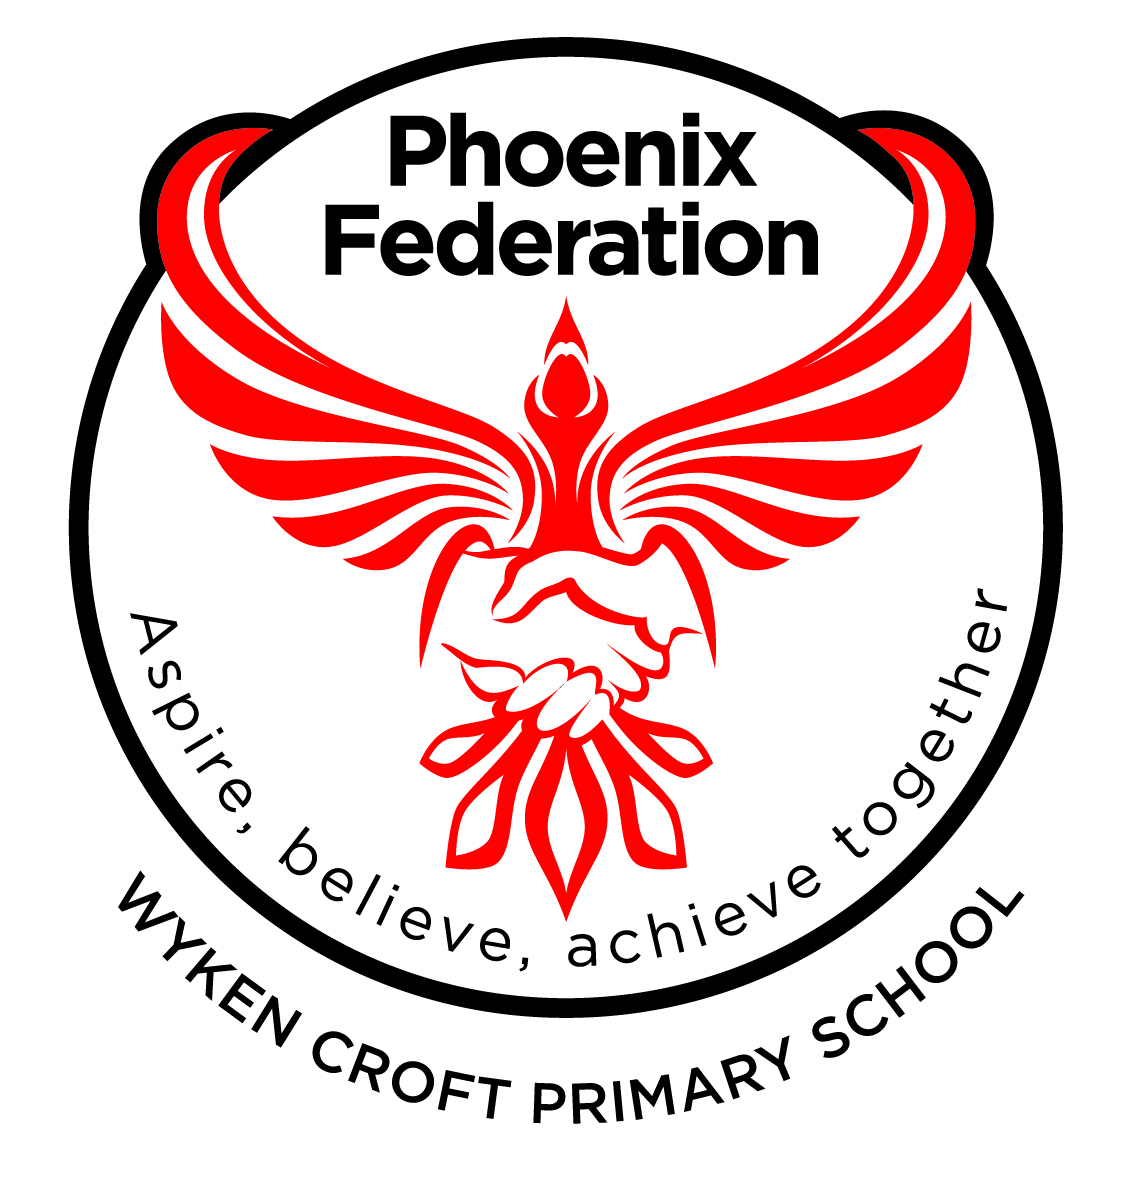 Phoenix
Federation
Aspire, believe, achieve together
WYKEN CROFT PRIMARY SCHOOL